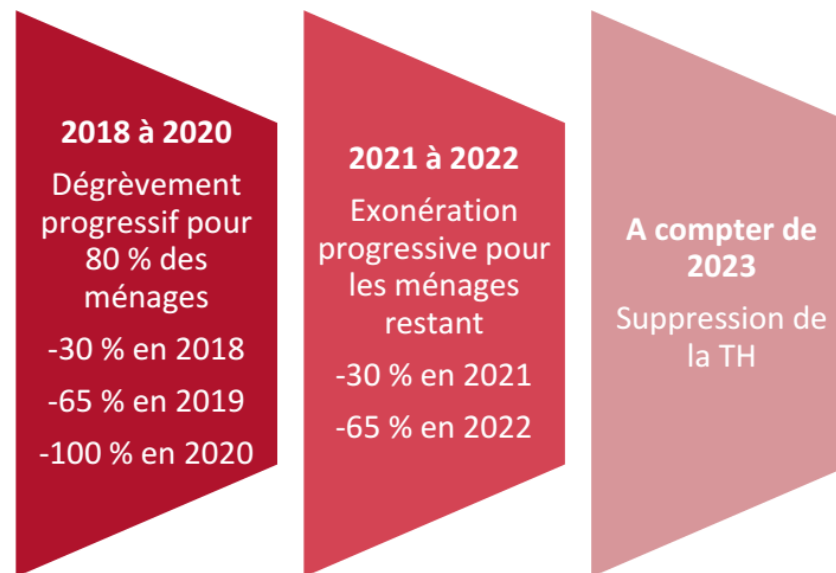 2018 à 2020
Dégrèvement
progressif pour
80 % des
ménages
-30 % en 2018
-65 % en 2019
-100 % en 2020
2021 à 2022
Exonération
progressive pour
les ménages
restant
-30 % en 2021
-65 % en 2022
A compter de
2023
Suppression de
la TH